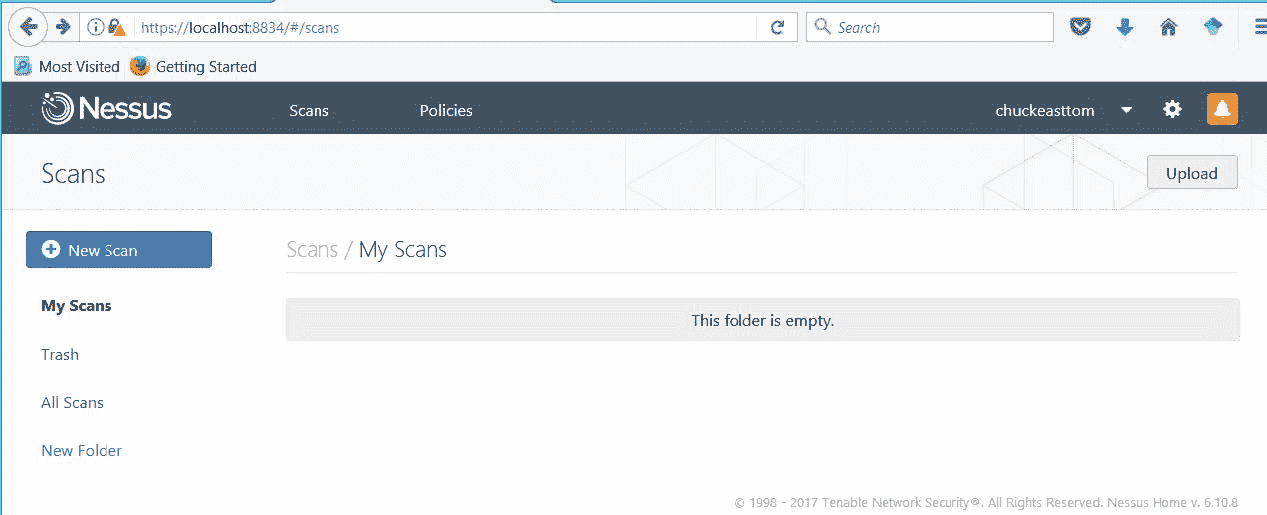 https://localhost:8834/#/scans
Search
Most Visited Getting Started
Nessus Scans Policies chuckeasttom
Scans Upload
New Scan
Scans / My Scans
My Scans
This folder is empty.
Trash
All Scans
New Folder
© 1998 - 2017 Tenable Network Security®. All Rights Reserved. Nessus Home v. 6.10.8